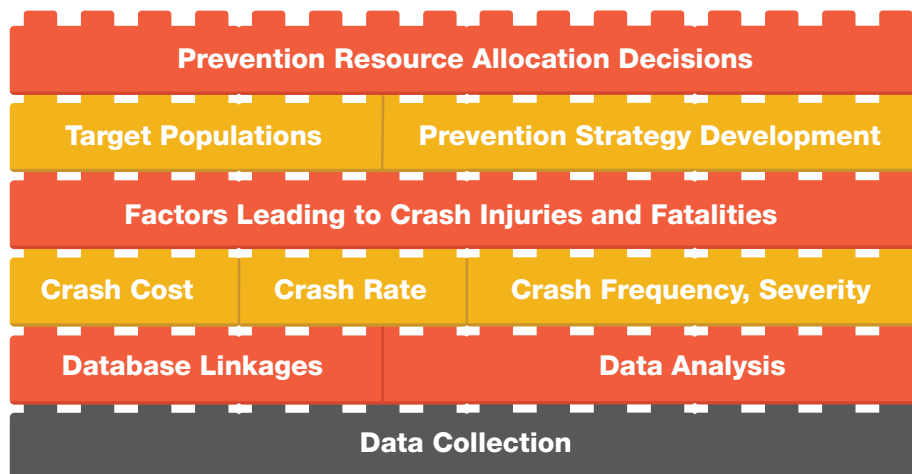 Prevention Resource Allocation Decisions
Target Populations
Prevention Strategy Development
Factors Leading to Crash Injuries and Fatalities
Crash Cost
Crash Rate
Crash Frequency, Severity
Database Linkages
Data Analysis
Data Collection